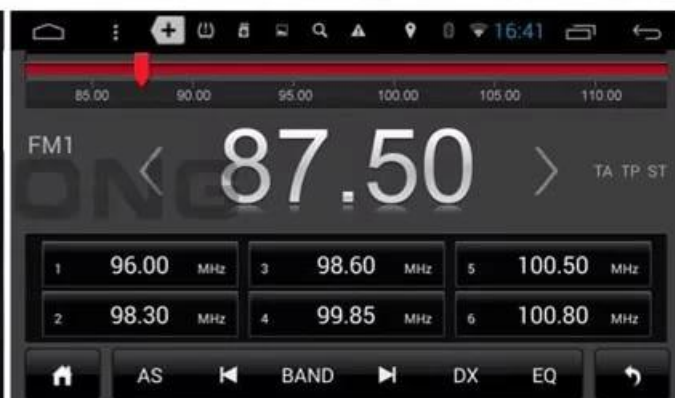 16:41
85.00 90.00 95.00 100.00 105.00 110.00
FM1
87.50
TA TP ST
ONG
1 96.00 MHz 3 98.60 MHz 5 100.50 MHz
2 98.30 MHz 4 99.85 MHz 6 100.80 MHz
AS BAND DX EQ